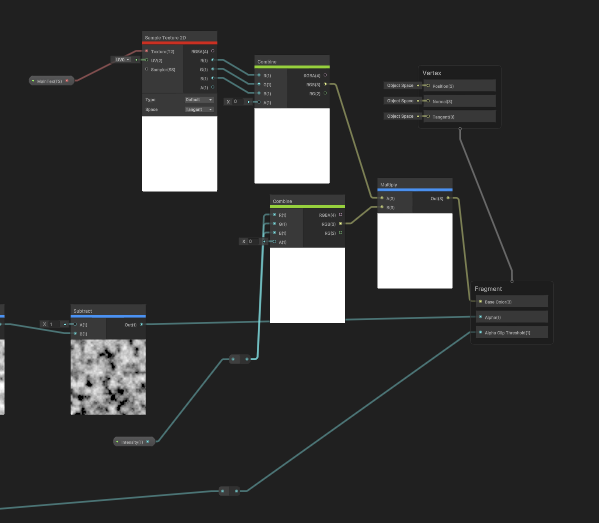 Sample Texture 2D
Texture(T2)
UV0
UV(2)
Sampler(SS)
RGBA(4)
R(1)
G(1)
B(1)
A(1)
Type
Default
Space
Tangent
Combine
R(1)
G(1)
B(1)
X 0
A(1)
RGBA(4)
RGB(3)
RG(2)
Vertex
Object Space
Position(3)
Object Space
Normal(3)
Object Space
Tangent(3)
Combine
R(1)
G(1)
B(1)
X 0
A(1)
RGBA(4)
RGB(3)
RG(2)
Multiply
A(3)
B(3)
Out(3)
Fragment
Base Color(3)
Alpha(1)
Alpha Clip Threshold(1)
Subtract
X 1
A(1)
B(1)
Out(1)
Intensity(1)